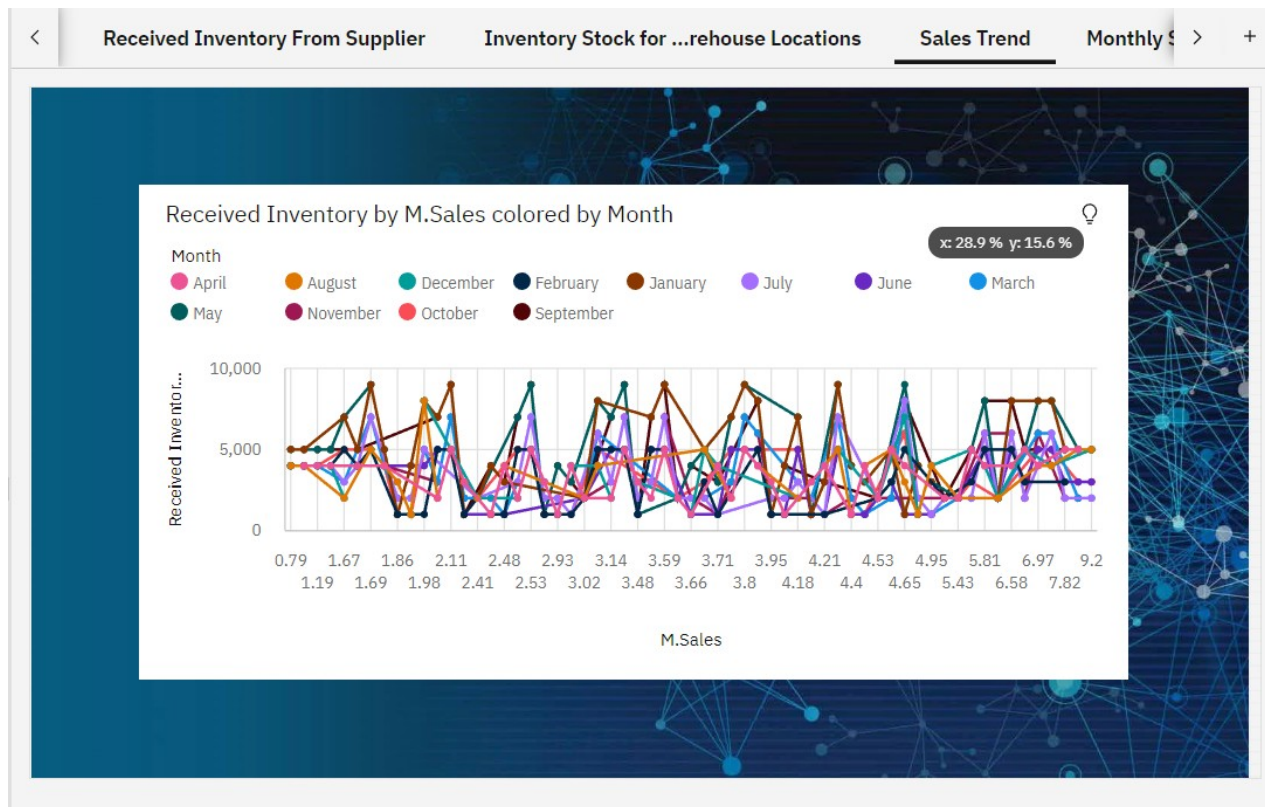 Received Inventory From Supplier Inventory Stock for ...rehouse Locations Sales Trend Monthly S
Received Inventory by M.Sales colored by Month
x: 28.9 % y: 15.6 %
Month
April August December February January July June March
May November October September
Received Inventor...
10,000
5,000
0
0.79 1.67 1.86 2.11 2.48 2.93 3.14 3.59 3.71 3.95 4.21 4.53 4.95 5.81 6.97 9.2
1.19 1.69 1.98 2.41 2.53 3.02 3.48 3.66 3.8 4.18 4.4 4.65 5.43 6.58 7.82
M.Sales